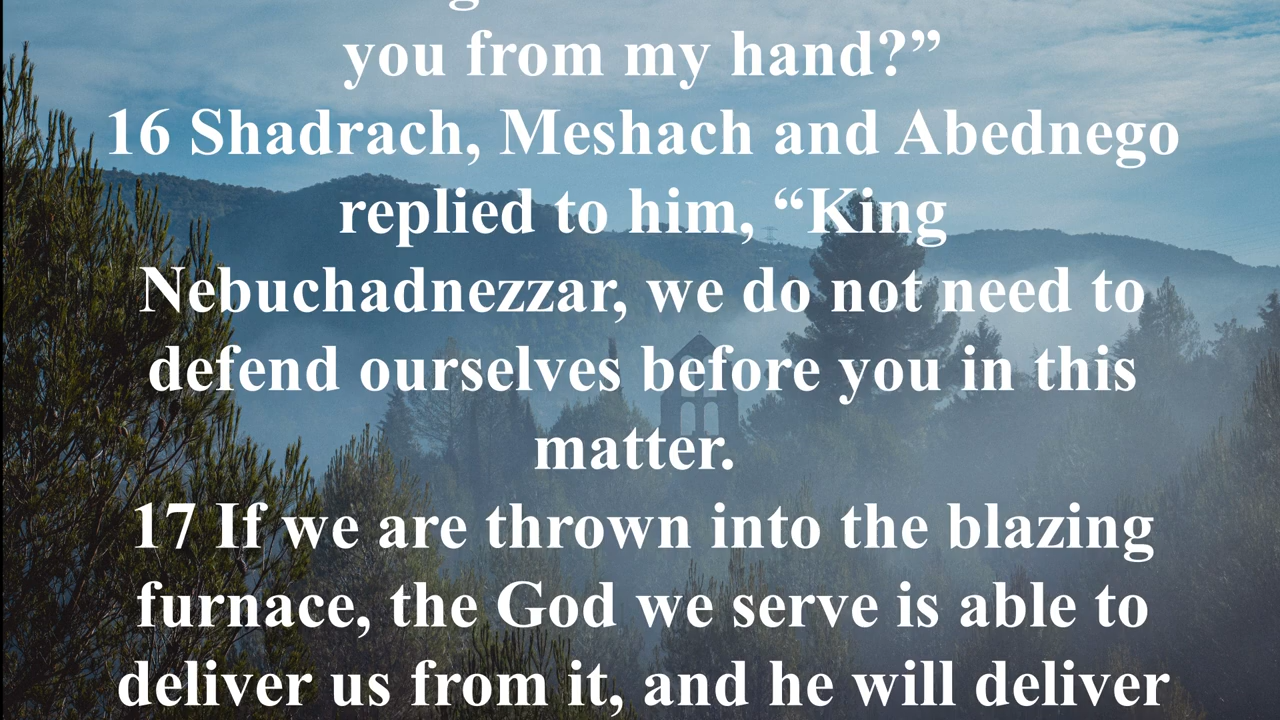 you from my hand?”
16 Shadrach, Meshach and Abednego
replied to him, “King
Nebuchadnezzar, we do not need to
defend ourselves before you in this
matter.
17 If we are thrown into the blazing
furnace, the God we serve is able to
deliver us from it, and he will deliver